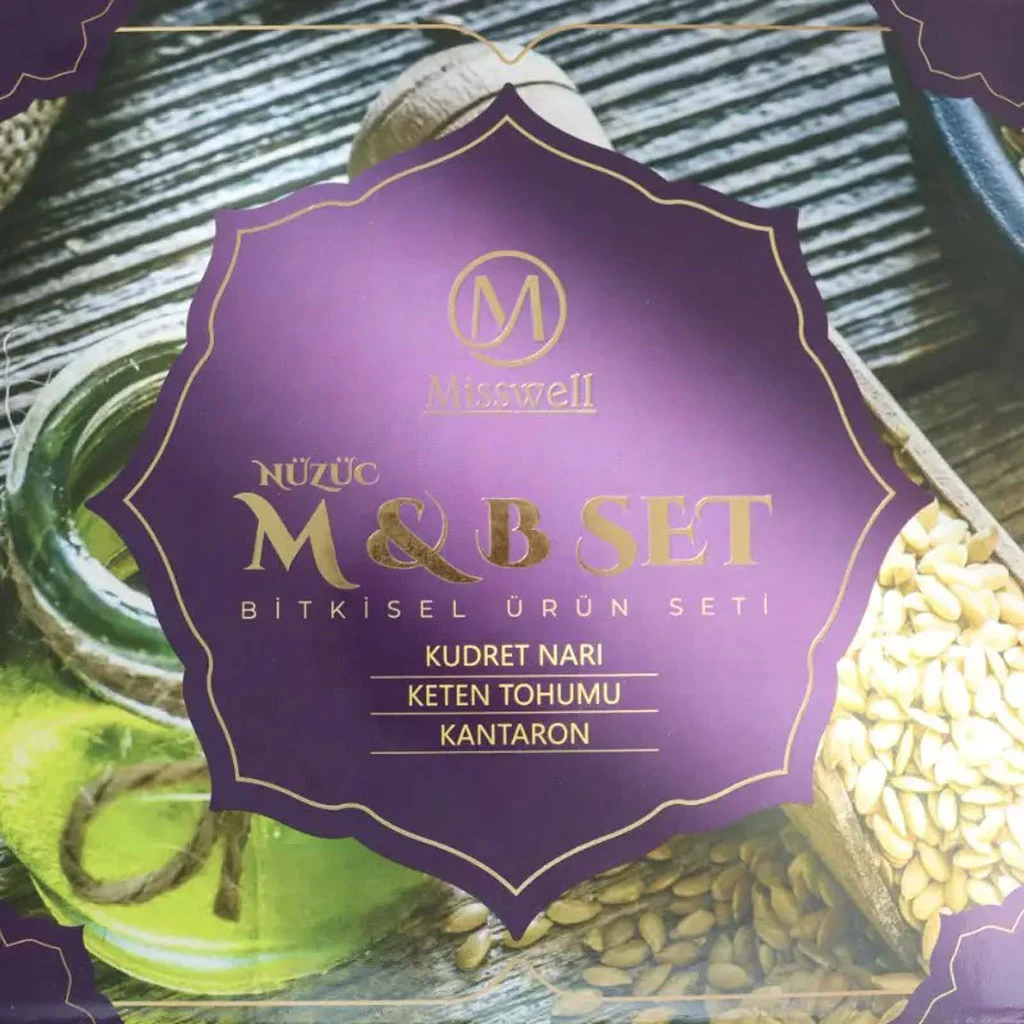 M
Misswell
NÜZÜC
M & B SET
BİTKİSEL ÜRÜN SETİ
KUDRET NARI
KETEN TOHUMU
KANTARON